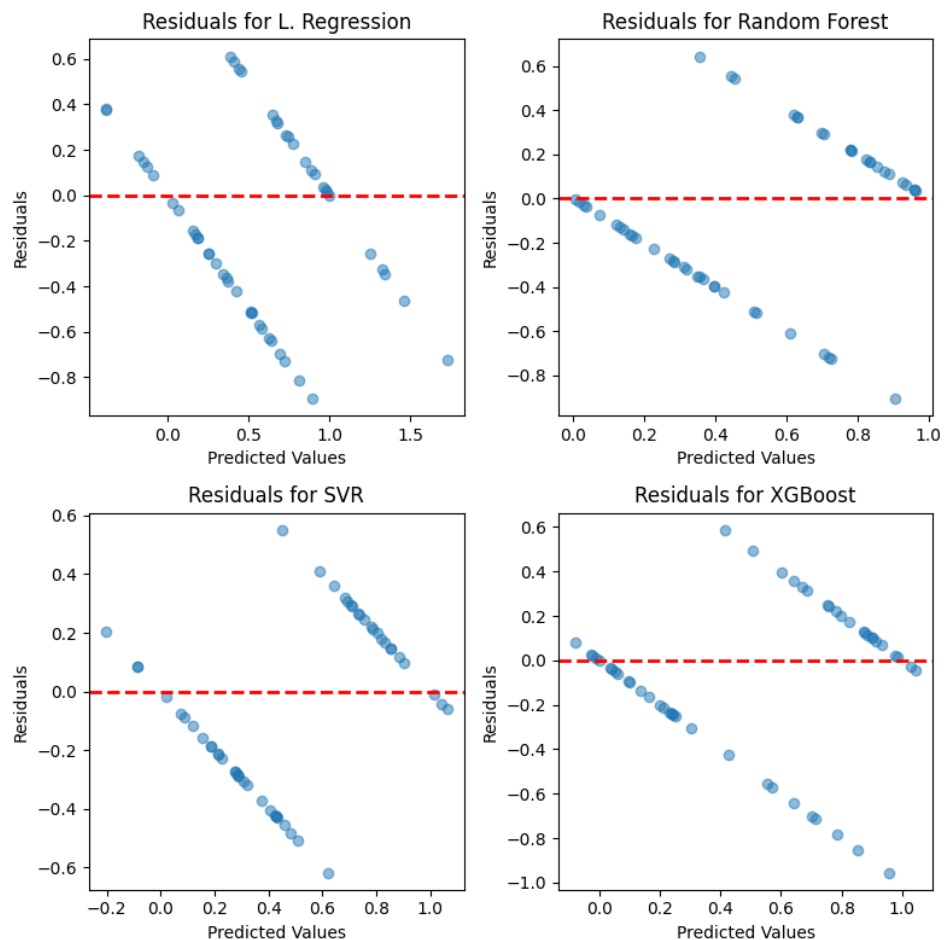 Residuals for L. Regression
0.6
0.4
0.2
0.0
−0.2
−0.4
−0.6
−0.8
Residuals
0.0 0.5 1.0 1.5
Predicted Values
Residuals for Random Forest
0.6
0.4
0.2
0.0
−0.2
−0.4
−0.6
−0.8
Residuals
0.0 0.2 0.4 0.6 0.8 1.0
Predicted Values
Residuals for SVR
0.6
0.4
0.2
0.0
−0.2
−0.4
−0.6
Residuals
−0.2 0.0 0.2 0.4 0.6 0.8 1.0
Predicted Values
Residuals for XGBoost
0.6
0.4
0.2
0.0
−0.2
−0.4
−0.6
−0.8
−1.0
Residuals
0.0 0.2 0.4 0.6 0.8 1.0
Predicted Values